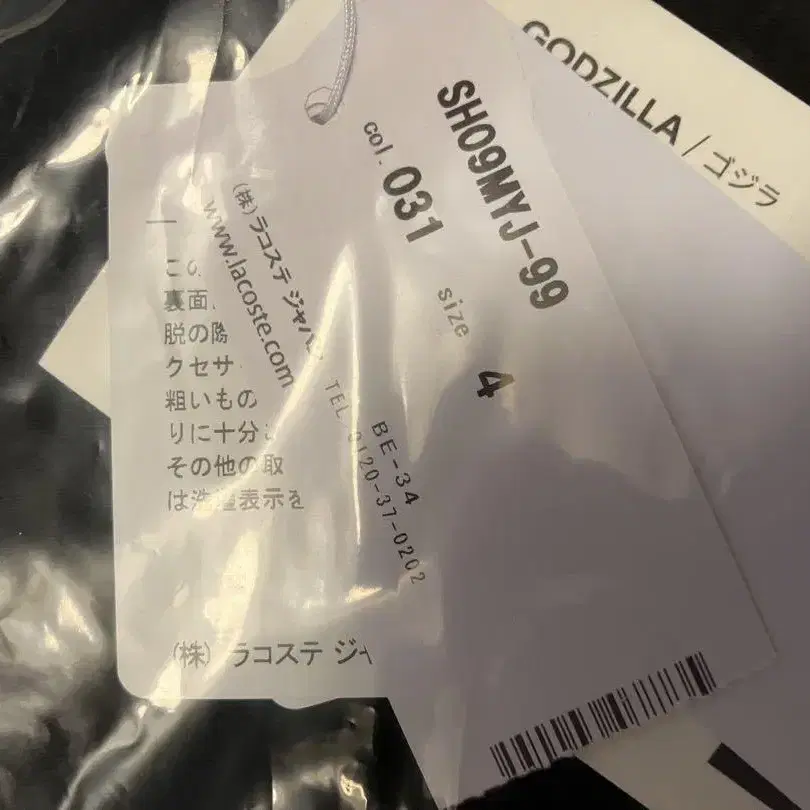 GODZILLA / ゴジラ
SH09MYJ-99
col. 031
size 4
BE-34
(株) ラコステ ジャパ
www.lacoste.com
TEL. 0120-37-0202
この
裏面
脱の際
クセサ
粗いもの
りに十分
その他の取
は洗濯表示を
(株) ラコステ ジャ